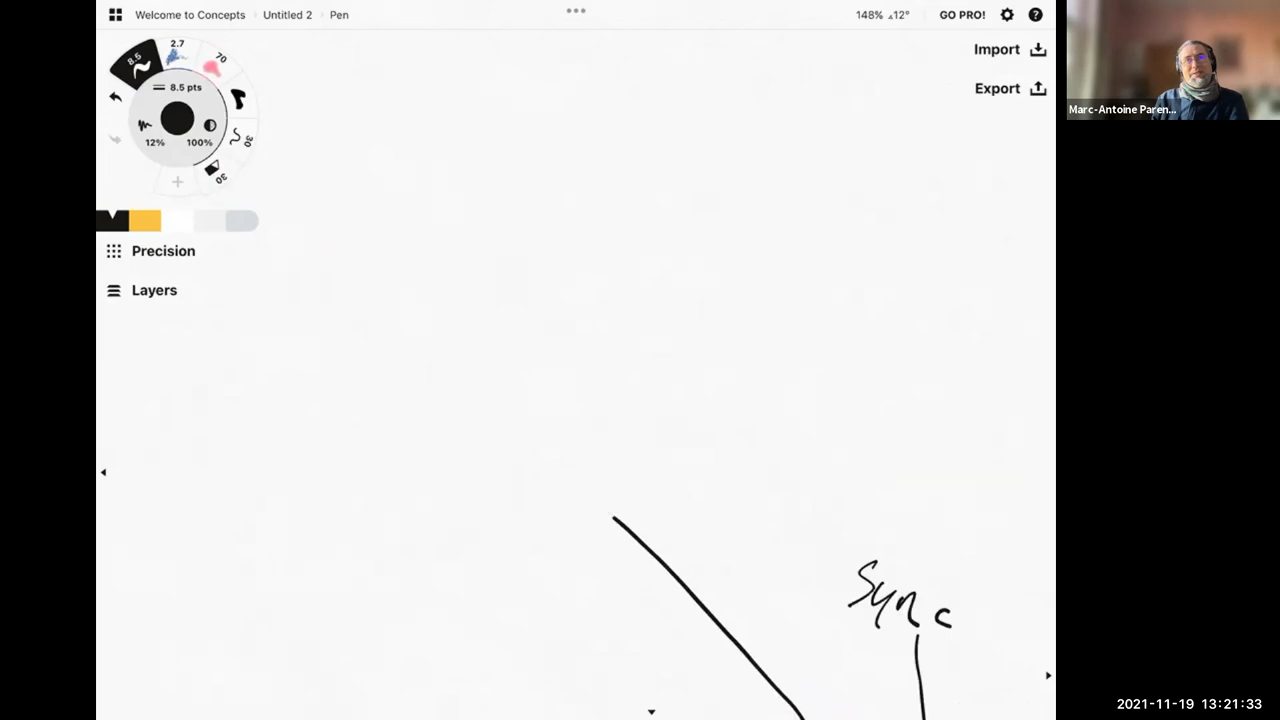 Welcome to Concepts › Untitled 2 › Pen
148% 12° GO PRO! ?
Import
Export
8.5
2.7
70
8.5 pts
30
12% 100%
30
Precision
Layers
Sync
Marc-Antoine Paren...
2021-11-19 13:21:33